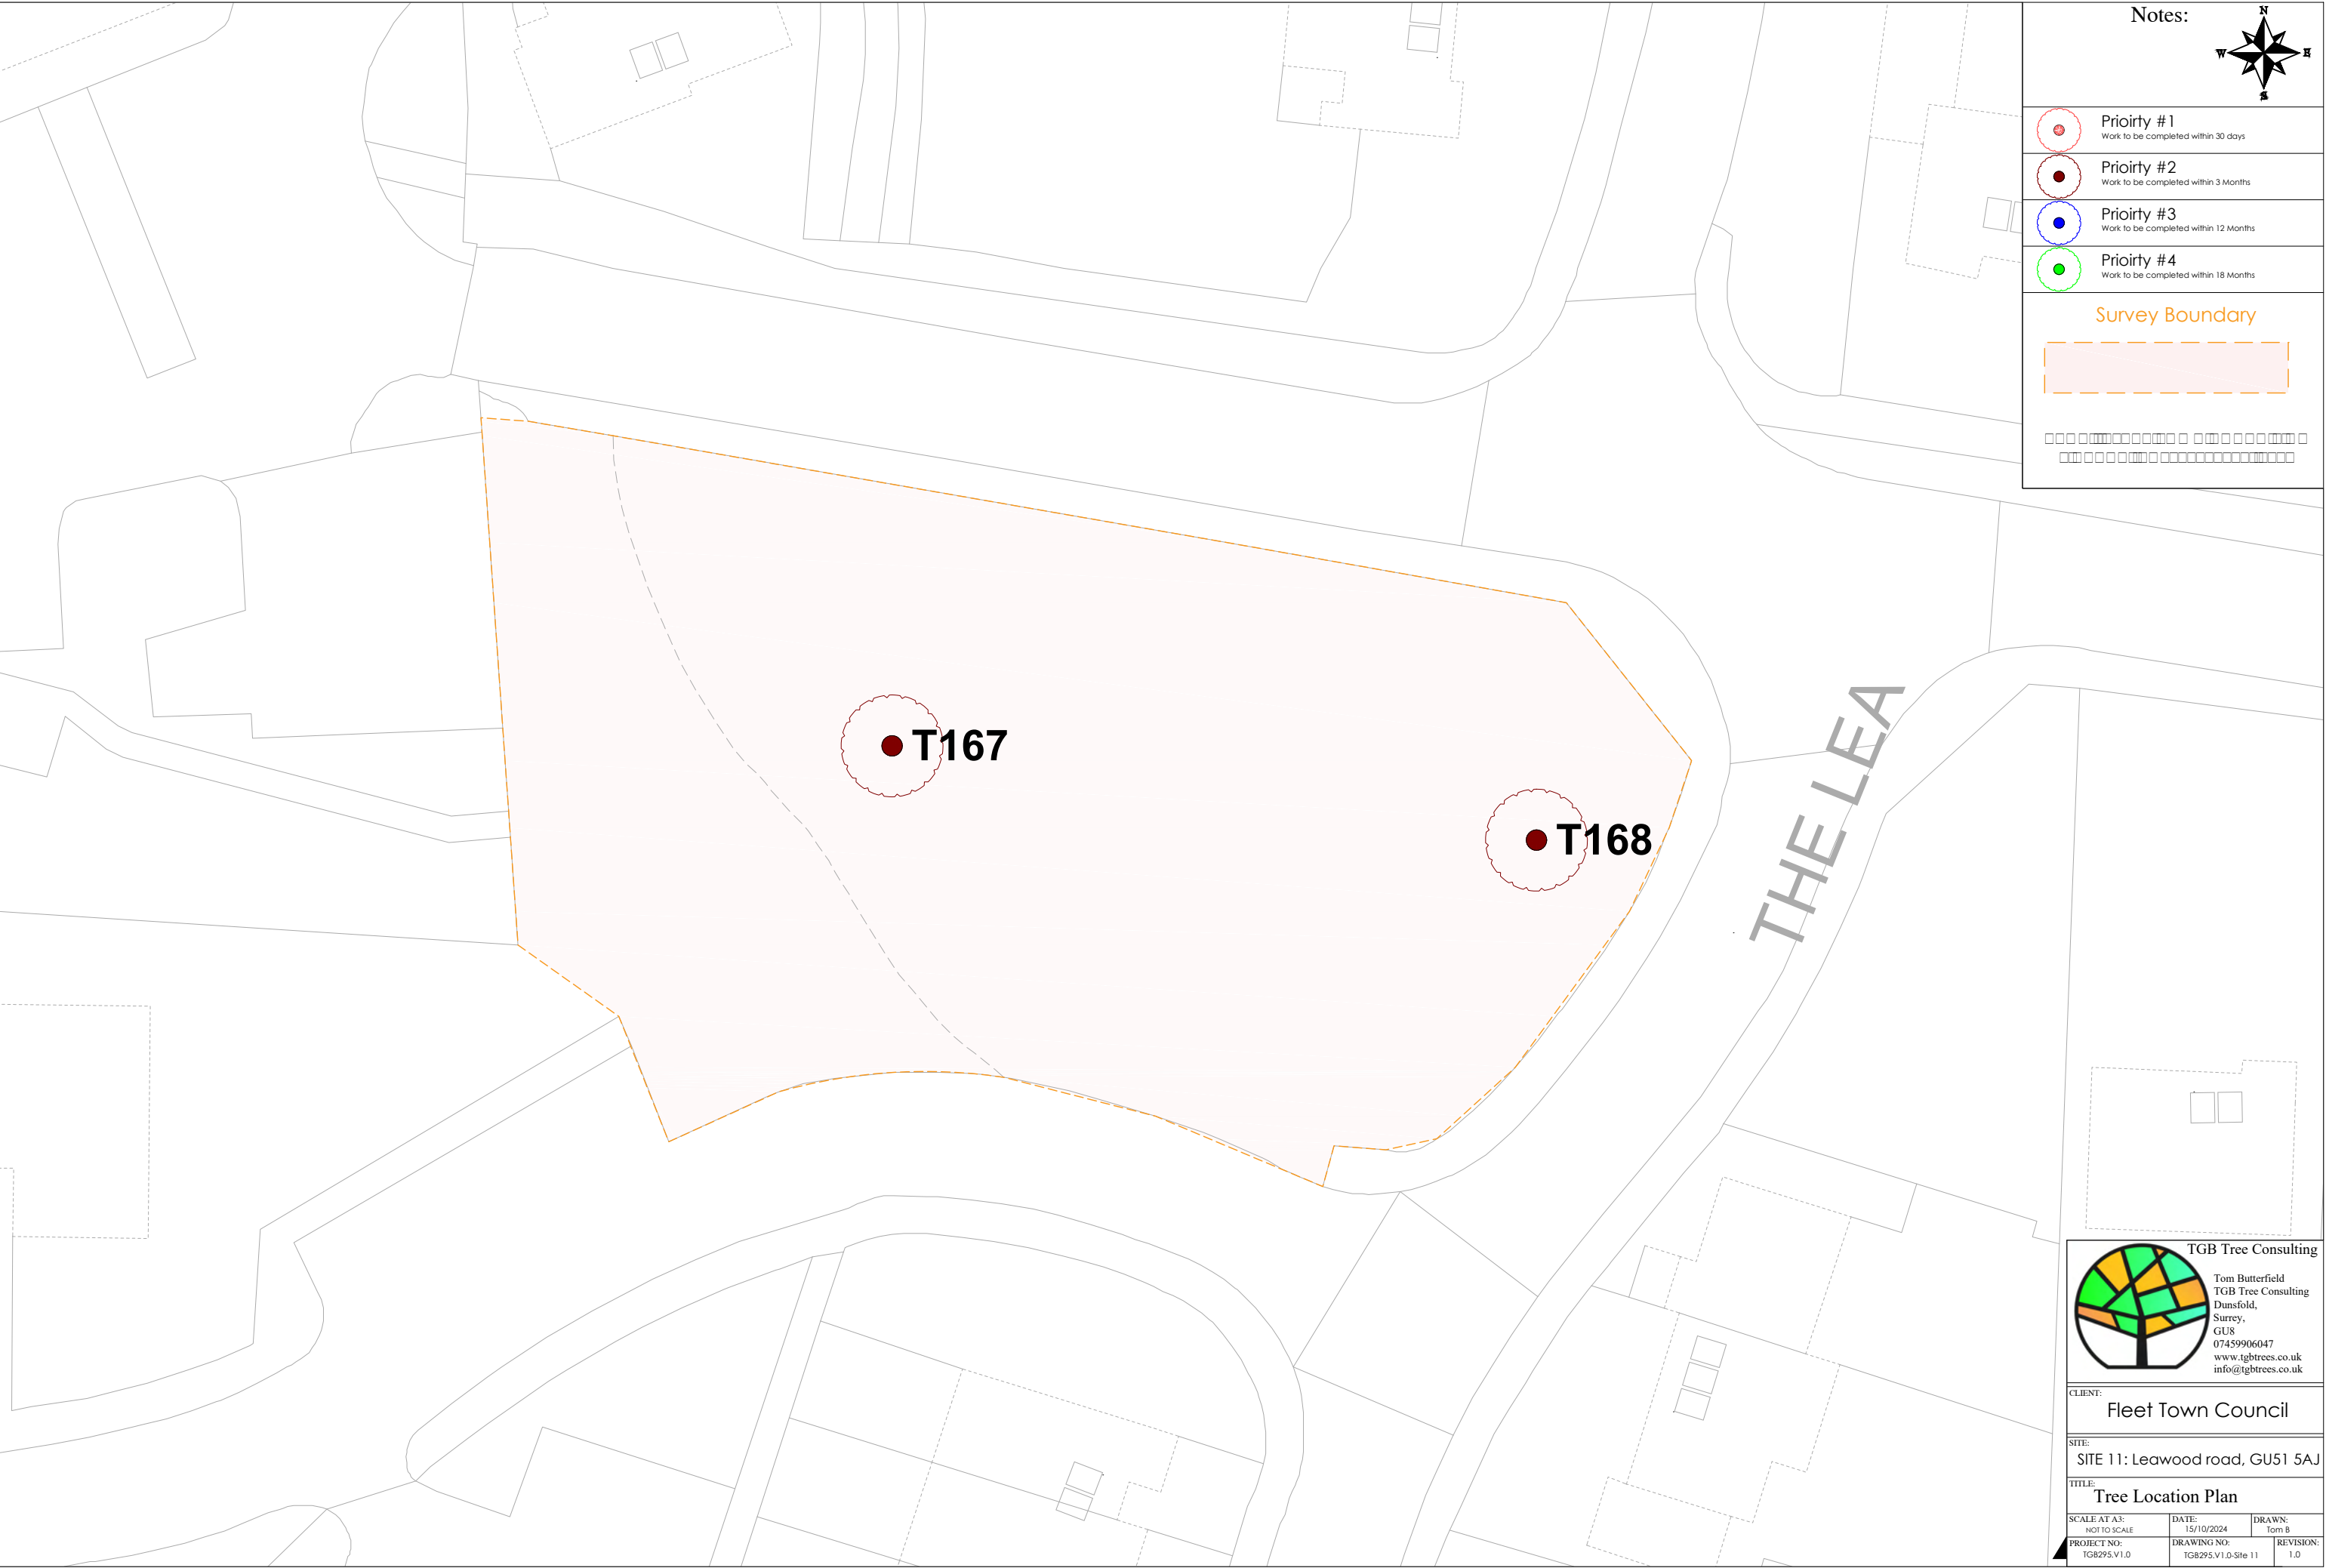 Notes:
N
W
E
S
Prioirty #1
Work to be completed within 30 days
Prioirty #2
Work to be completed within 3 Months
Prioirty #3
Work to be completed within 12 Months
Prioirty #4
Work to be completed within 18 Months
Survey Boundary
T167
T168
THE LEA
TGB Tree Consulting
Tom Butterfield
TGB Tree Consulting
Dunsfold,
Surrey,
GU8
07459906047
www.tgbtrees.co.uk
info@tgbtrees.co.uk
CLIENT:
Fleet Town Council
SITE:
SITE 11: Leawood road, GU51 5AJ
TITLE:
Tree Location Plan
SCALE AT A3:
NOT TO SCALE
DATE:
15/10/2024
DRAWN:
Tom B
PROJECT NO:
TGB295.V1.0
DRAWING NO:
TGB295.V1.0-Site 11
REVISION:
1.0